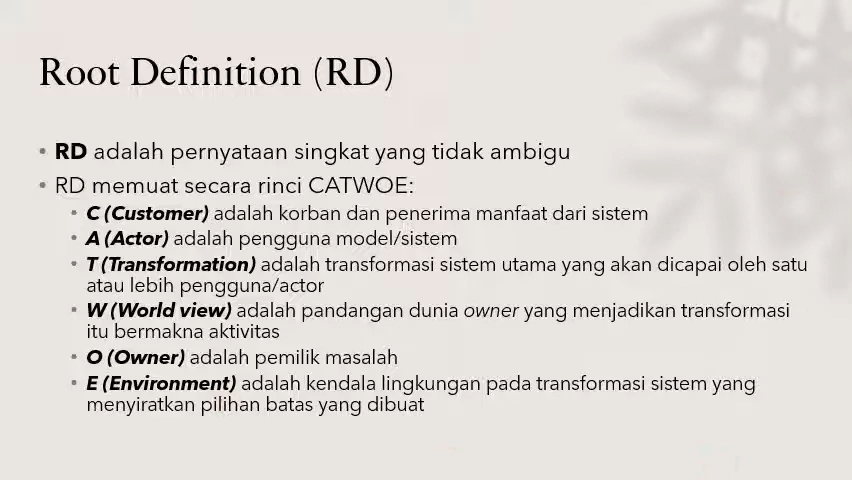 Root Definition (RD)
• RD adalah pernyataan singkat yang tidak ambigu
• RD memuat secara rinci CATWOE:
• C (Customer) adalah korban dan penerima manfaat dari sistem
• A (Actor) adalah pengguna model/sistem
• T (Transformation) adalah transformasi sistem utama yang akan dicapai oleh satu
atau lebih pengguna/actor
• W (World view) adalah pandangan dunia owner yang menjadikan transformasi
itu bermakna aktivitas
• O (Owner) adalah pemilik masalah
• E (Environment) adalah kendala lingkungan pada transformasi sistem yang
menyiratkan pilihan batas yang dibuat